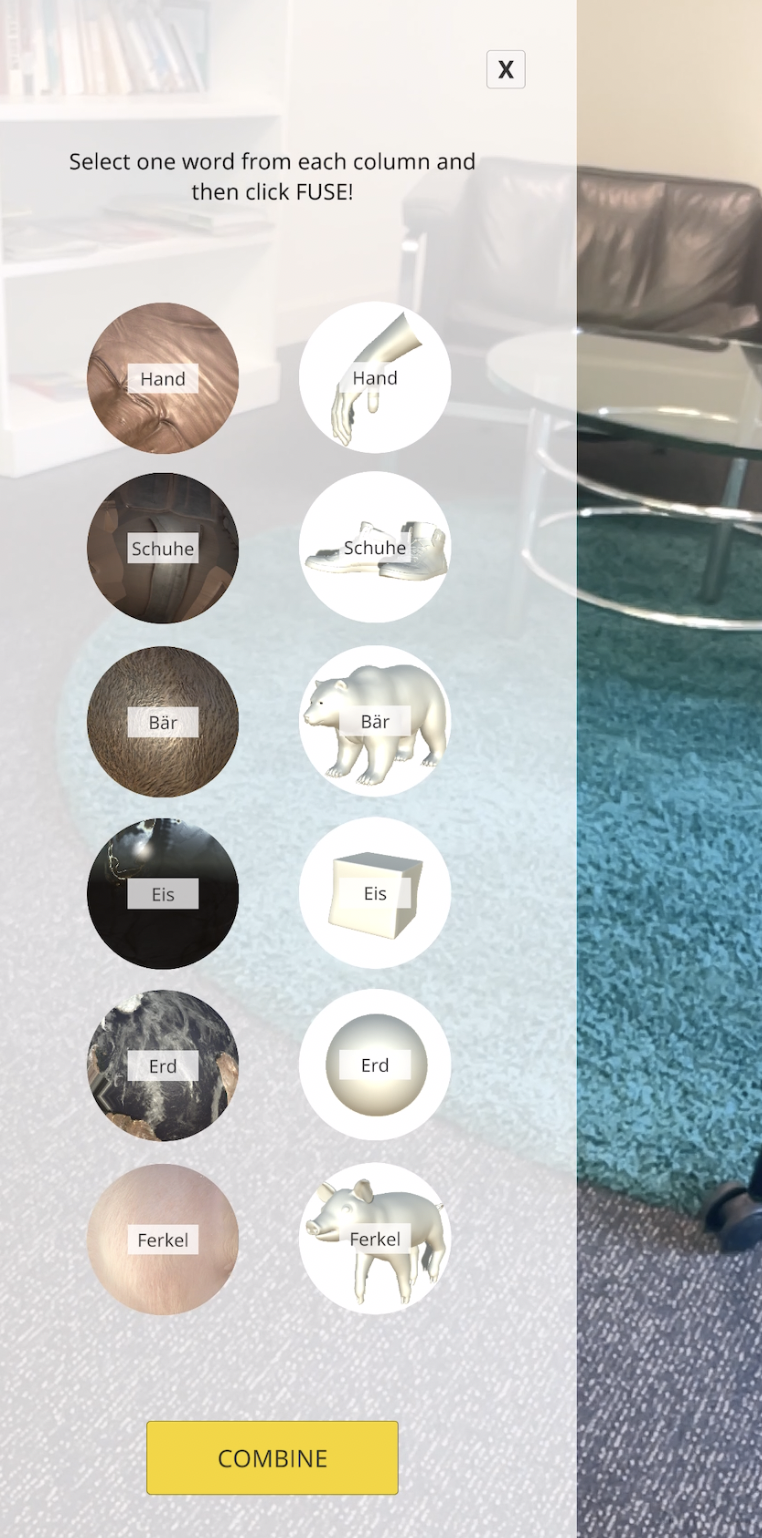 X
Select one word from each column and
then click FUSE!
Hand
Hand
Schuhe
Schuhe
Bär
Bär
Eis
Eis
Erd
Erd
Ferkel
Ferkel
COMBINE